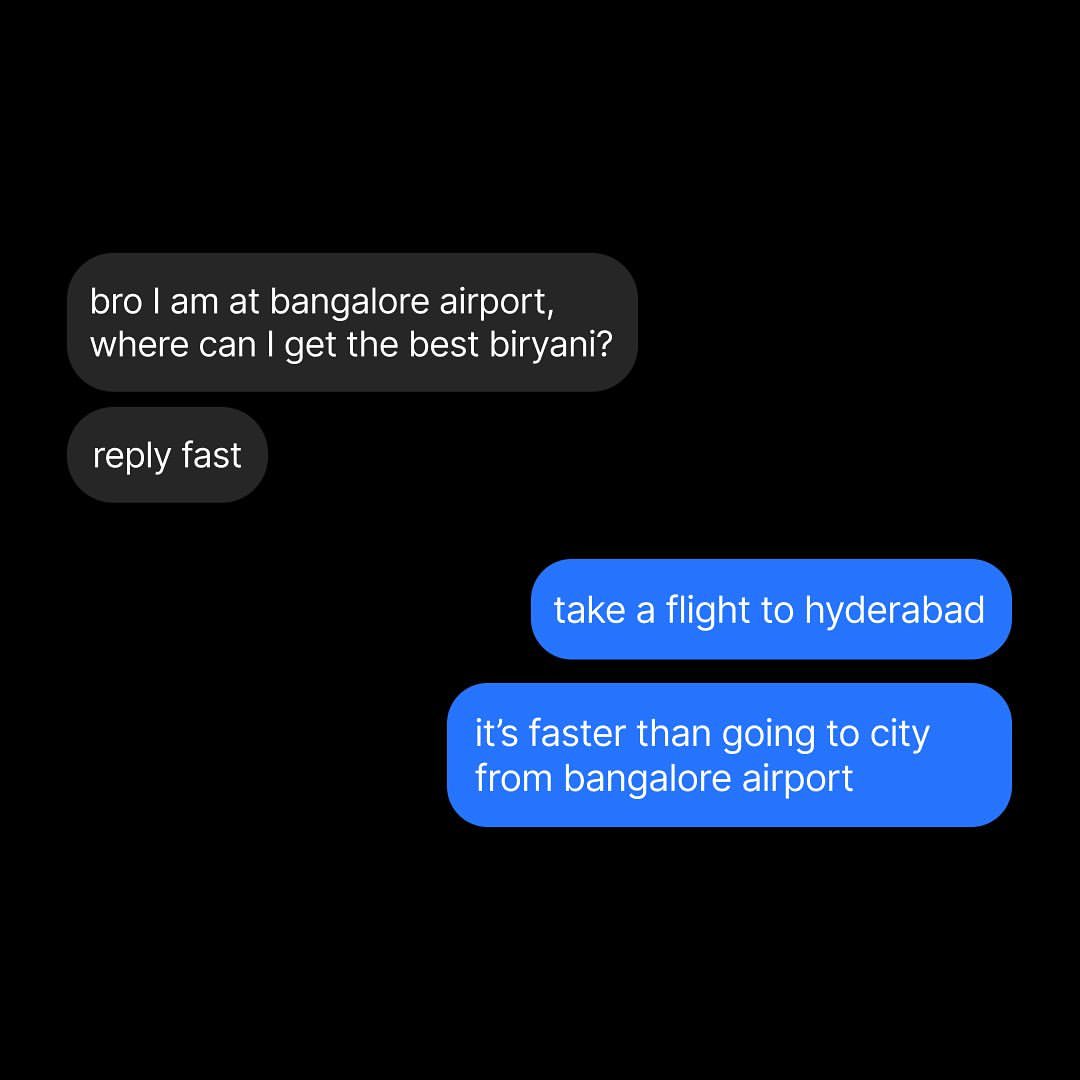 bro I am at bangalore airport,
where can I get the best biryani?
reply fast
take a flight to hyderabad
it’s faster than going to city
from bangalore airport